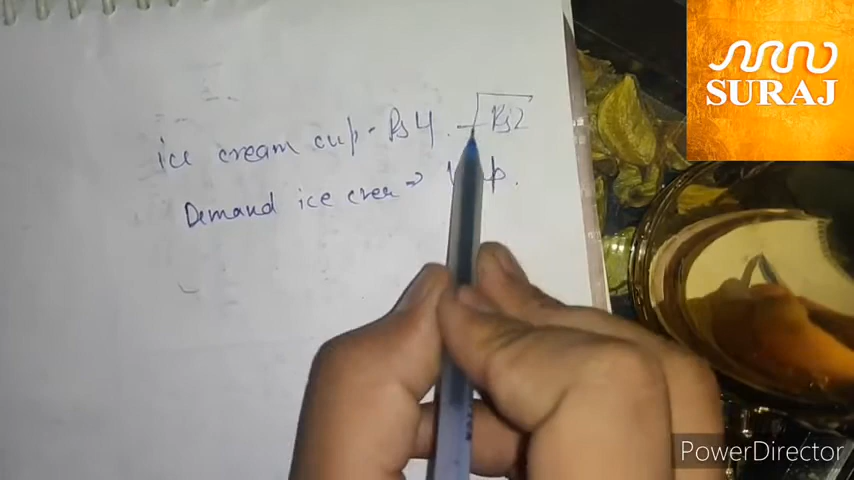 SURAJ
ice cream cup - Rs 4. - Rs 2
Demand ice crea ⇒
PowerDirector